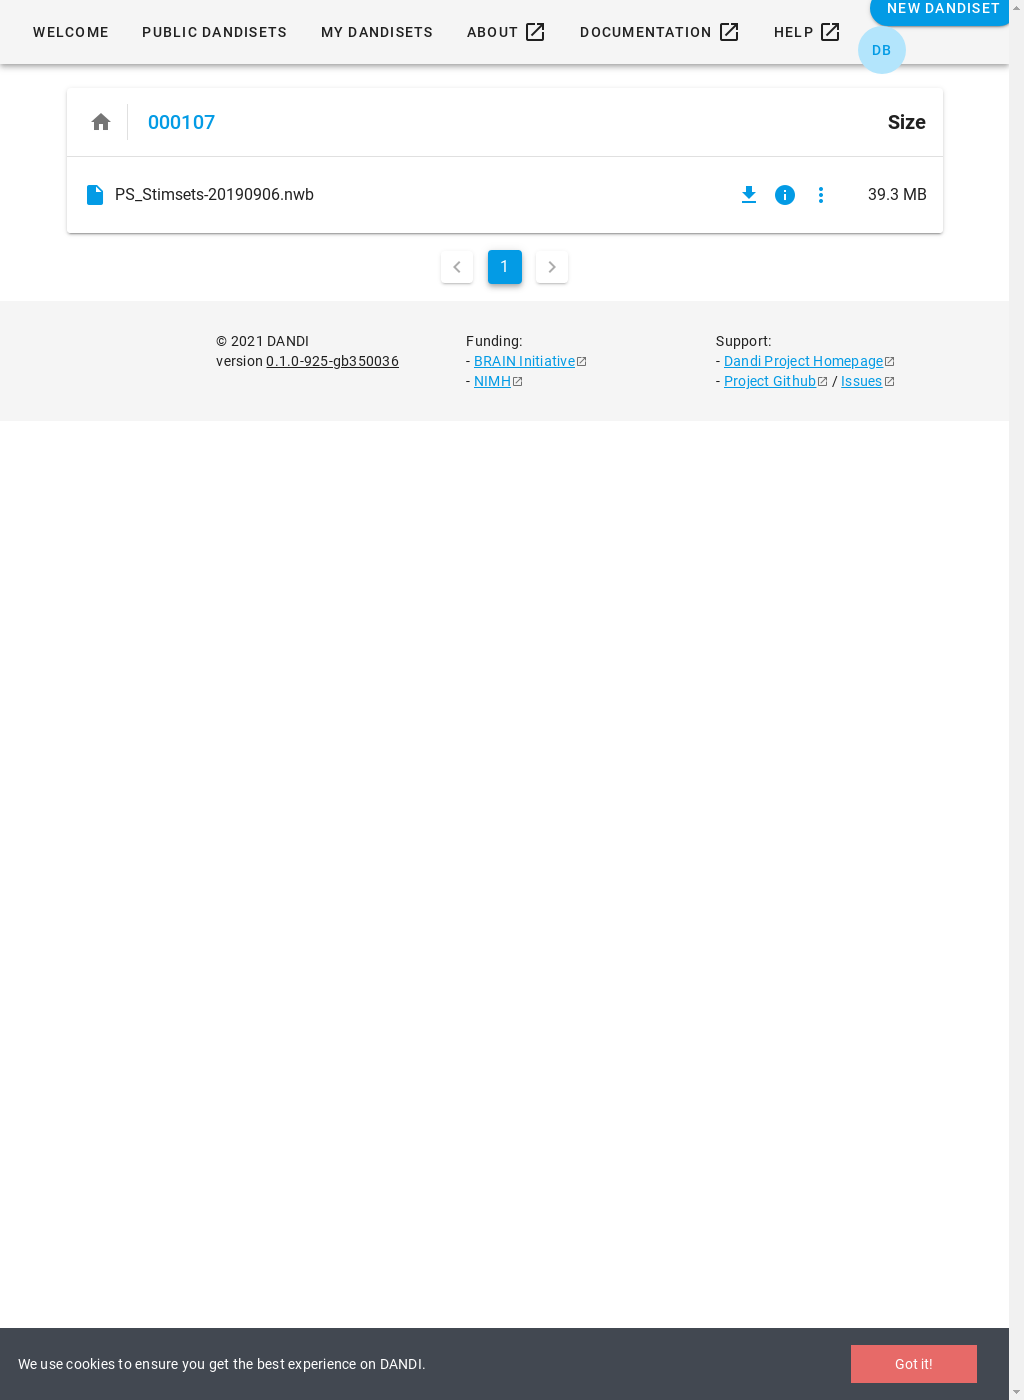 NEW DANDISET
WELCOME PUBLIC DANDISETS MY DANDISETS ABOUT DOCUMENTATION HELP
DB
000107 Size
PS_Stimsets-20190906.nwb 39.3 MB
1
© 2021 DANDI
version 0.1.0-925-gb350036
Funding:
- BRAIN Initiative
- NIMH
Support:
- Dandi Project Homepage
- Project Github / Issues
We use cookies to ensure you get the best experience on DANDI. Got it!